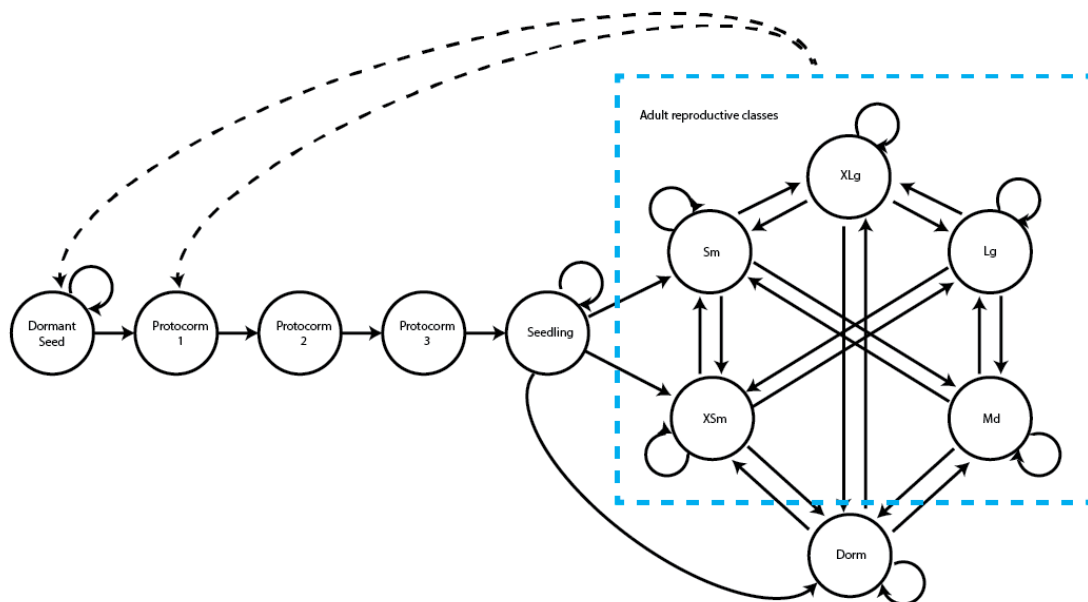 Adult reproductive classes
XLg
Sm
Lg
Dormant
Seed
Protocorm
1
Protocorm
2
Protocorm
3
Seedling
XSm
Md
Dorm